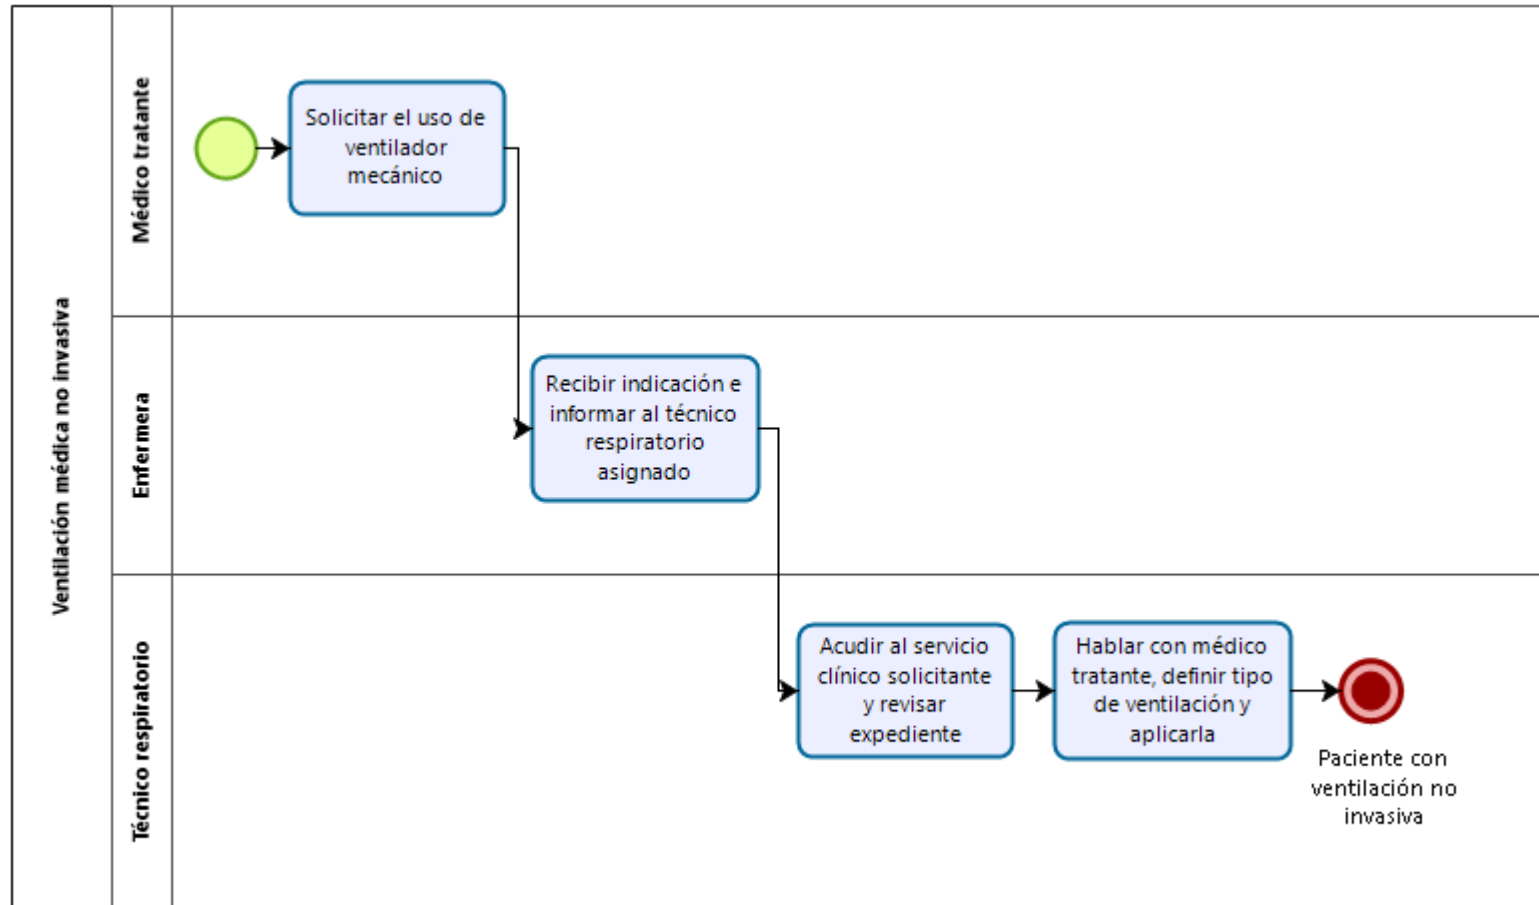 Ventilación médica no invasiva
Médico tratante
Solicitar el uso de
ventilador
mecánico
Enfermera
Recibir indicación e
informar al técnico
respiratorio
asignado
Técnico respiratorio
Acudir al servicio
clínico solicitante
y revisar
expediente
Hablar con médico
tratante, definir tipo
de ventilación y
aplicarla
Paciente con
ventilación no
invasiva